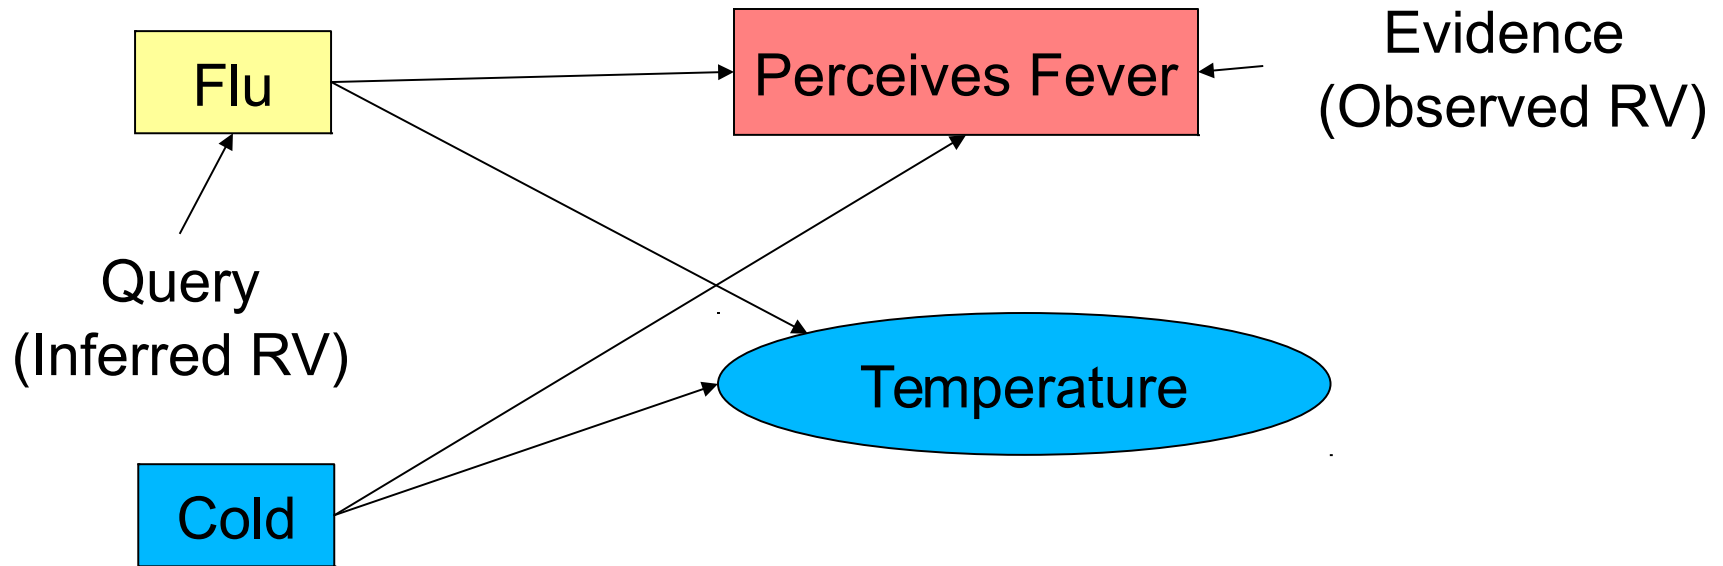 Flu
Perceives Fever
Evidence
(Observed RV)
Query
(Inferred RV)
Temperature
Cold